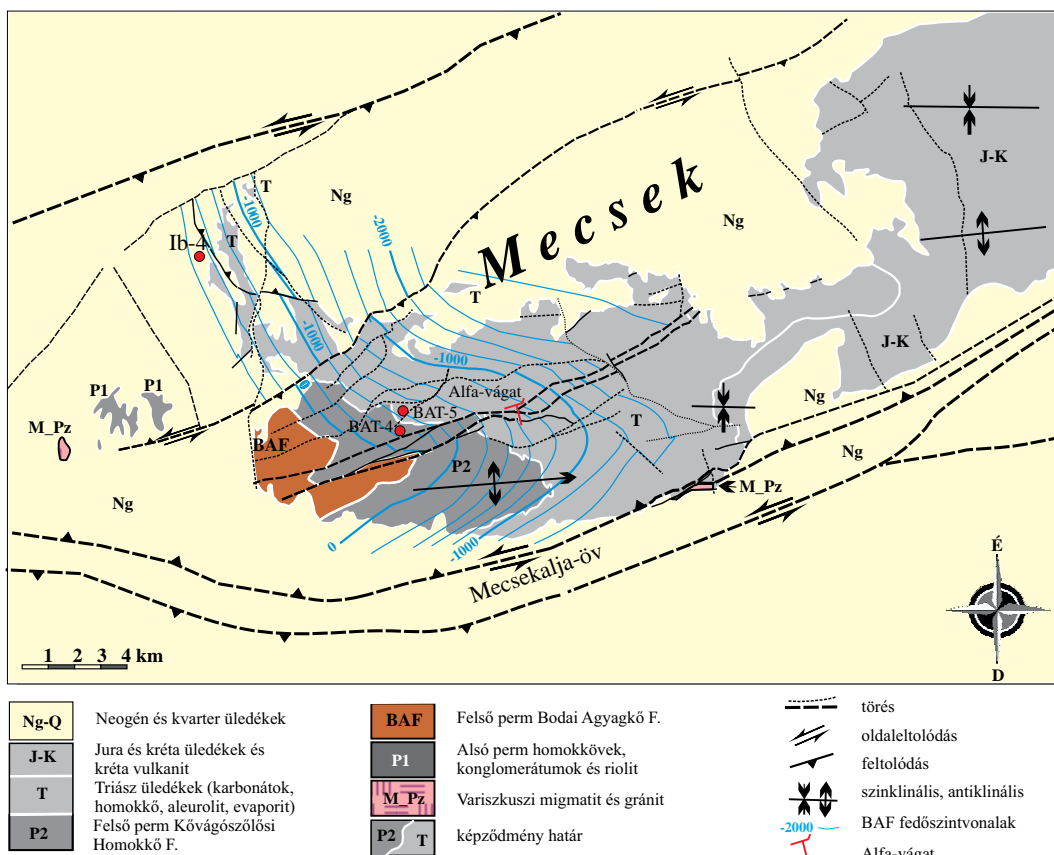 Mecsek
J-K
Ng
Ng
T
T
-1000
-2000
Ib-4
T
-1000
-1000
J-K
P1
P1
M_Pz
0
Alfa-vágat
BAT-5
BAT-4
BAF
T
Ng
Ng
P2
M_Pz
Ng
0
-1000
Mecsekalja-öv
É
D
1 2 3 4 km
Ng-Q Neogén és kvarter üledékek
J-K Jura és kréta üledékek és
kréta vulkanit
T Triász üledékek (karbonátok,
homokkő, aleurolit, evaporit)
P2 Felső perm Kővágószőlősi
Homokkő F.
BAF Felső perm Bodai Agyagkő F.
P1 Alsó perm homokkövek,
konglomerátumok és riolit
M_Pz Variszkuszi migmatit és gránit
P2 T képződmény határ
törés
oldaleltolódás
feltolódás
szinklinális, antiklinális
-2000 BAF fedőszintvonalak
Alfa-vágat